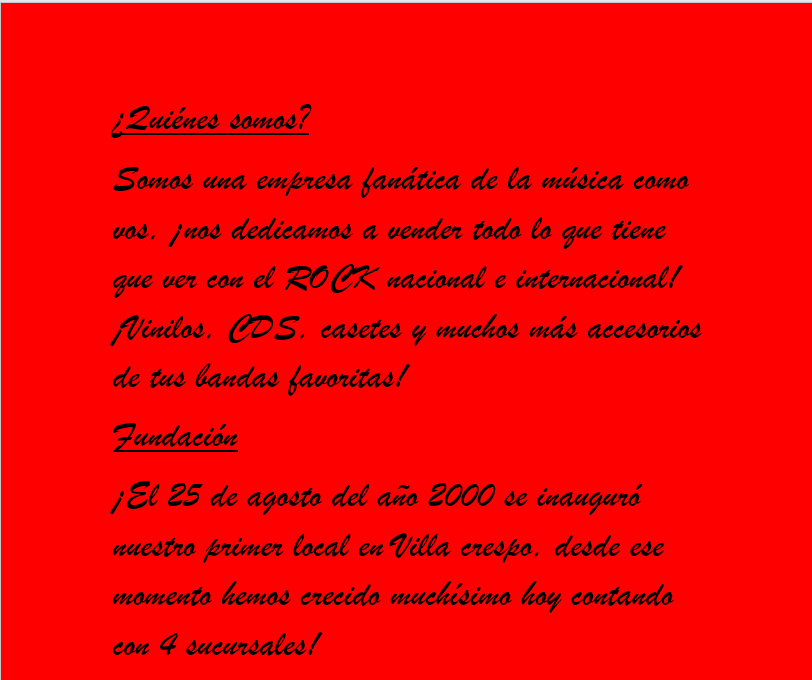 ¿Quiénes somos?
Somos una empresa fanática de la música como
vos, ¡nos dedicamos a vender todo lo que tiene
que ver con el ROCK nacional e internacional!
¡Vinilos, CDS, casetes y muchos más accesorios
de tus bandas favoritas!
Fundación
¡El 25 de agosto del año 2000 se inauguró
nuestro primer local en Villa crespo, desde ese
momento hemos crecido muchísimo hoy contando
con 4 sucursales!